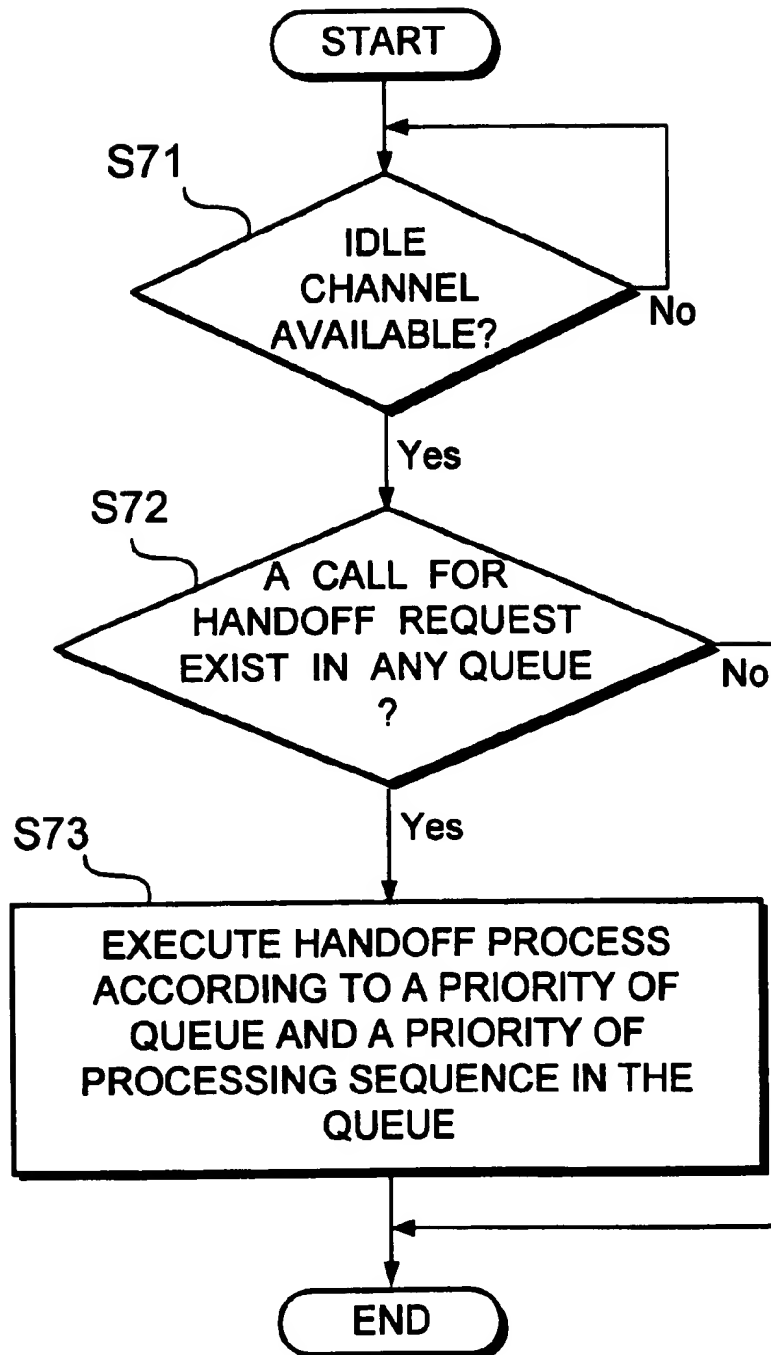 START
S71
IDLE
CHANNEL
AVAILABLE?
No
Yes
S72
A CALL FOR
HANDOFF REQUEST
EXIST IN ANY QUEUE
?
No
Yes
S73
EXECUTE HANDOFF PROCESS
ACCORDING TO A PRIORITY OF
QUEUE AND A PRIORITY OF
PROCESSING SEQUENCE IN THE
QUEUE
END